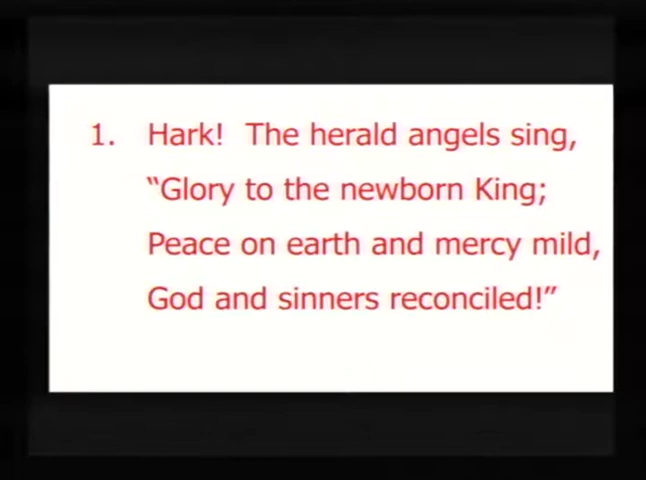 1. Hark! The herald angels sing,
“Glory to the newborn King;
Peace on earth and mercy mild,
God and sinners reconciled!”